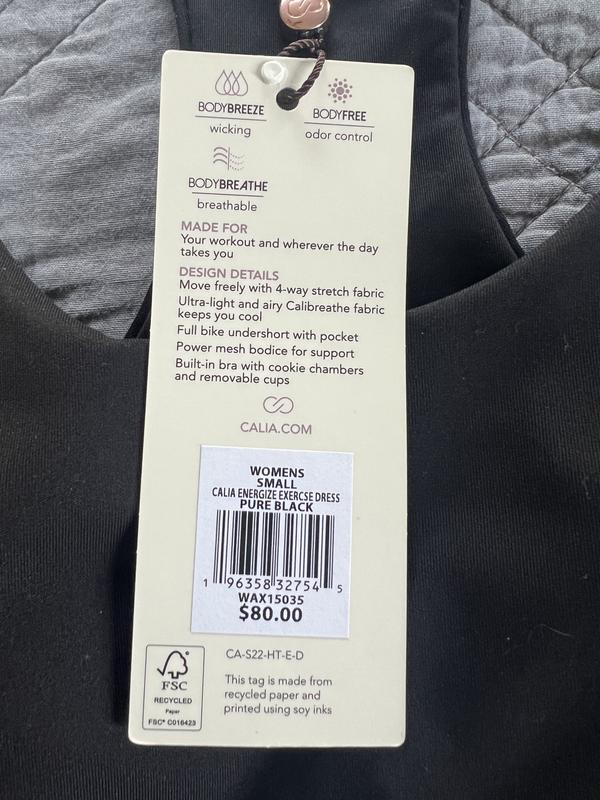 BODYBREEZE
wicking
BODYFREE
odor control
BODYBREATHE
breathable
MADE FOR
Your workout and wherever the day
takes you
DESIGN DETAILS
Move freely with 4-way stretch fabric
Ultra-light and airy Calibreathe fabric
keeps you cool
Full bike undershort with pocket
Power mesh bodice for support
Built-in bra with cookie chambers
and removable cups
CALIA.COM
WOMENS
SMALL
CALIA ENERGIZE EXERCSE DRESS
PURE BLACK
1 96358 32754 5
WAX15035
$80.00
CA-S22-HT-E-D
This tag is made from
recycled paper and
printed using soy inks
FSC
RECYCLED
Paper
FSC® C016423